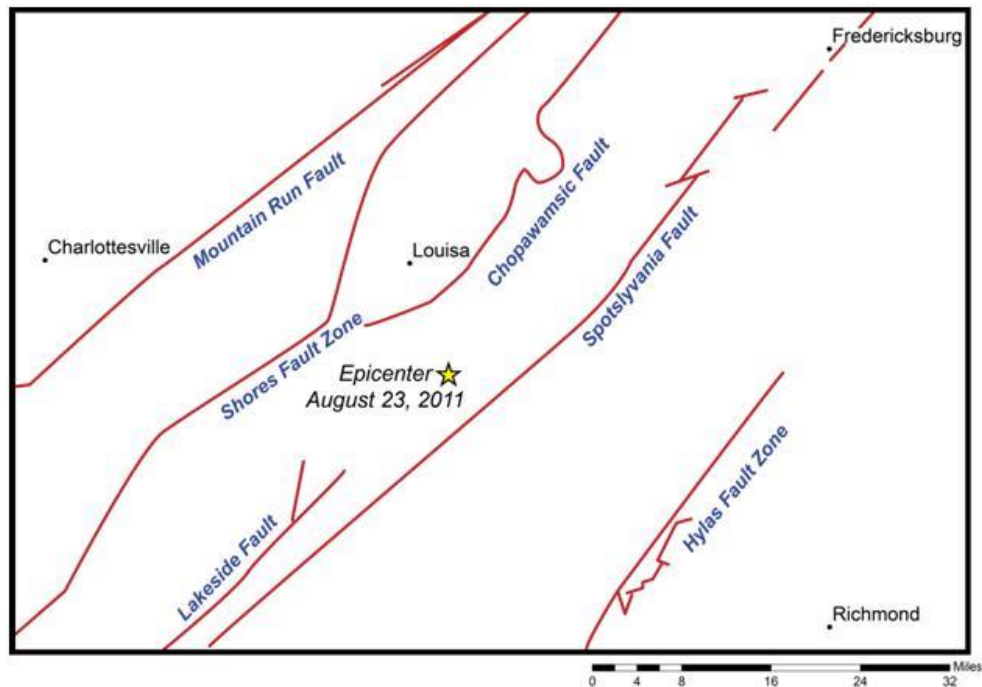 Fredericksburg
Mountain Run Fault
Charlottesville
Louisa
Chopawamsic Fault
Spotslyvania Fault
Shores Fault Zone
Epicenter
August 23, 2011
Hylas Fault Zone
Lakeside Fault
Richmond
Miles
0 4 8 16 24 32